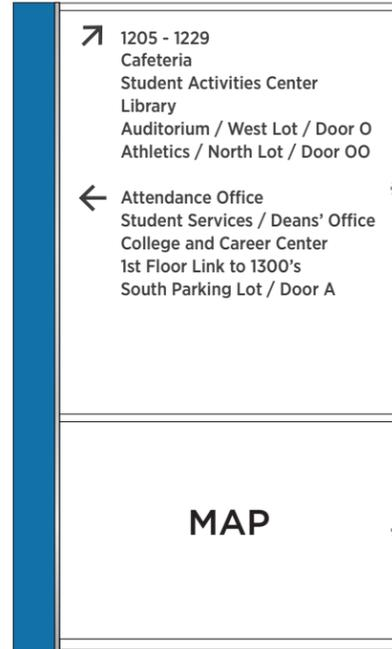 1205 - 1229
Cafeteria
Student Activities Center
Library
Auditorium / West Lot / Door O
Athletics / North Lot / Door OO
Attendance Office
Student Services / Deans' Office
College and Career Center
1st Floor Link to 1300's
South Parking Lot / Door A
MAP